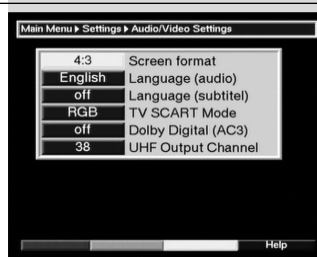 Main Menu ▸ Settings ▸ Audio/Video Settings
4:3 Screen format
English Language (audio)
off Language (subtitel)
RGB TV SCART Mode
off Dolby Digital (AC3)
38 UHF Output Channel
Help